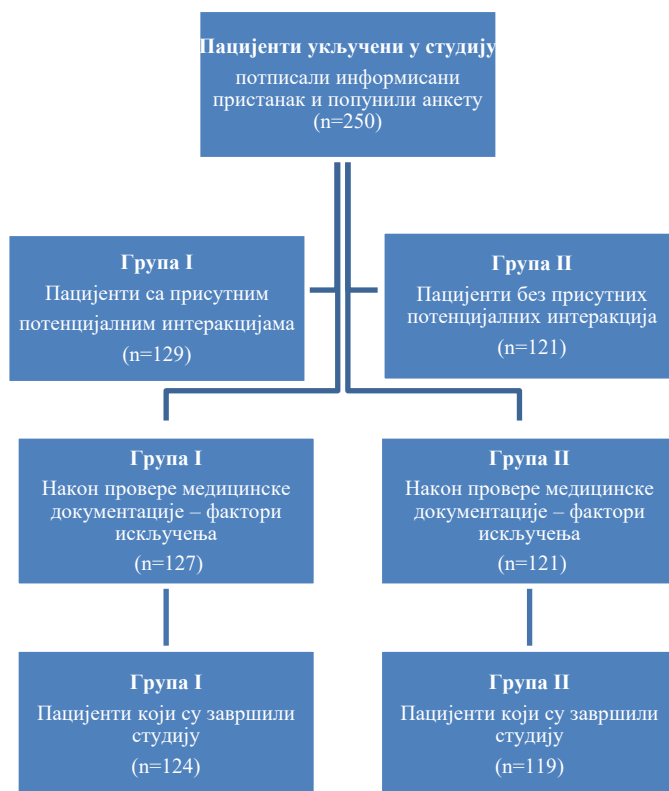 Пацијенти укључени у студију
потписали информисани
пристанак и попунили анкету
(n=250)
Група I
Пацијенти са присутним
потенцијалним интеракцијама
(n=129)
Група II
Пацијенти без присутних
потенцијалних интеракција
(n=121)
Група I
Након провере медицинске
документације – фактори
искључења
(n=127)
Група II
Након провере медицинске
документације – фактори
искључења
(n=121)
Група I
Пацијенти који су завршили
студију
(n=124)
Група II
Пацијенти који су завршили
студију
(n=119)